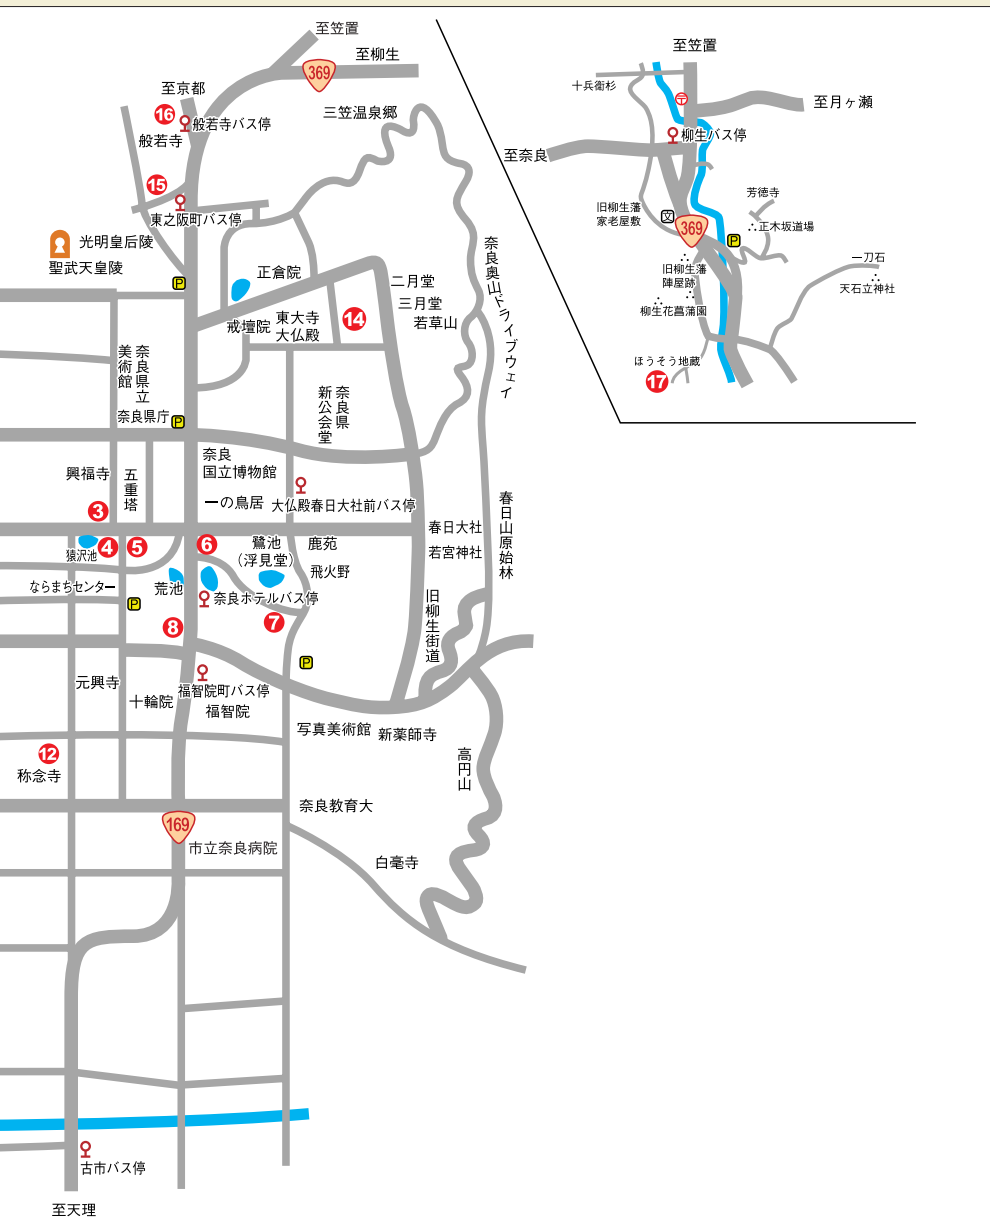 至笠置
至柳生
369
至京都
16
般若寺バス停
般若寺
三笠温泉郷
15
東之阪町バス停
光明皇后陵
聖武天皇陵
P
正倉院
二月堂
三月堂
若草山
戒壇院
東大寺
大仏殿
14
奈良奥山ドライブウェイ
奈良県立
美術館
奈良県庁
P
奈良県
新公会堂
奈良
国立博物館
興福寺
五重塔
3
一の鳥居
大仏殿春日大社前バス停
春日大社
若宮神社
春日山原始林
猿沢池
4
5
6
鷺池
(浮見堂)
鹿苑
飛火野
ならまちセンター
荒池
P
奈良ホテルバス停
7
8
旧柳生街道
P
元興寺
十輪院
福智院町バス停
福智院
写真美術館
新薬師寺
12
称念寺
高円山
奈良教育大
169
市立奈良病院
白毫寺
古市バス停
至天理
至笠置
十兵衛杉
〒
至月ヶ瀬
柳生バス停
至奈良
芳徳寺
旧柳生藩
家老屋敷
文
369
正木坂道場
P
一刀石
旧柳生藩
陣屋跡
天石立神社
柳生花菖蒲園
ほうそう地蔵
17